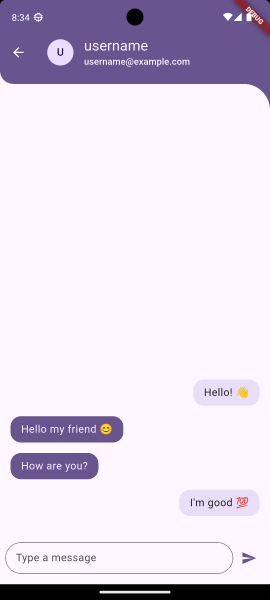 8:34
DEBUG
U
username
username@example.com
Hello! 👋
Hello my friend 😊
How are you?
I'm good 💯
Type a message